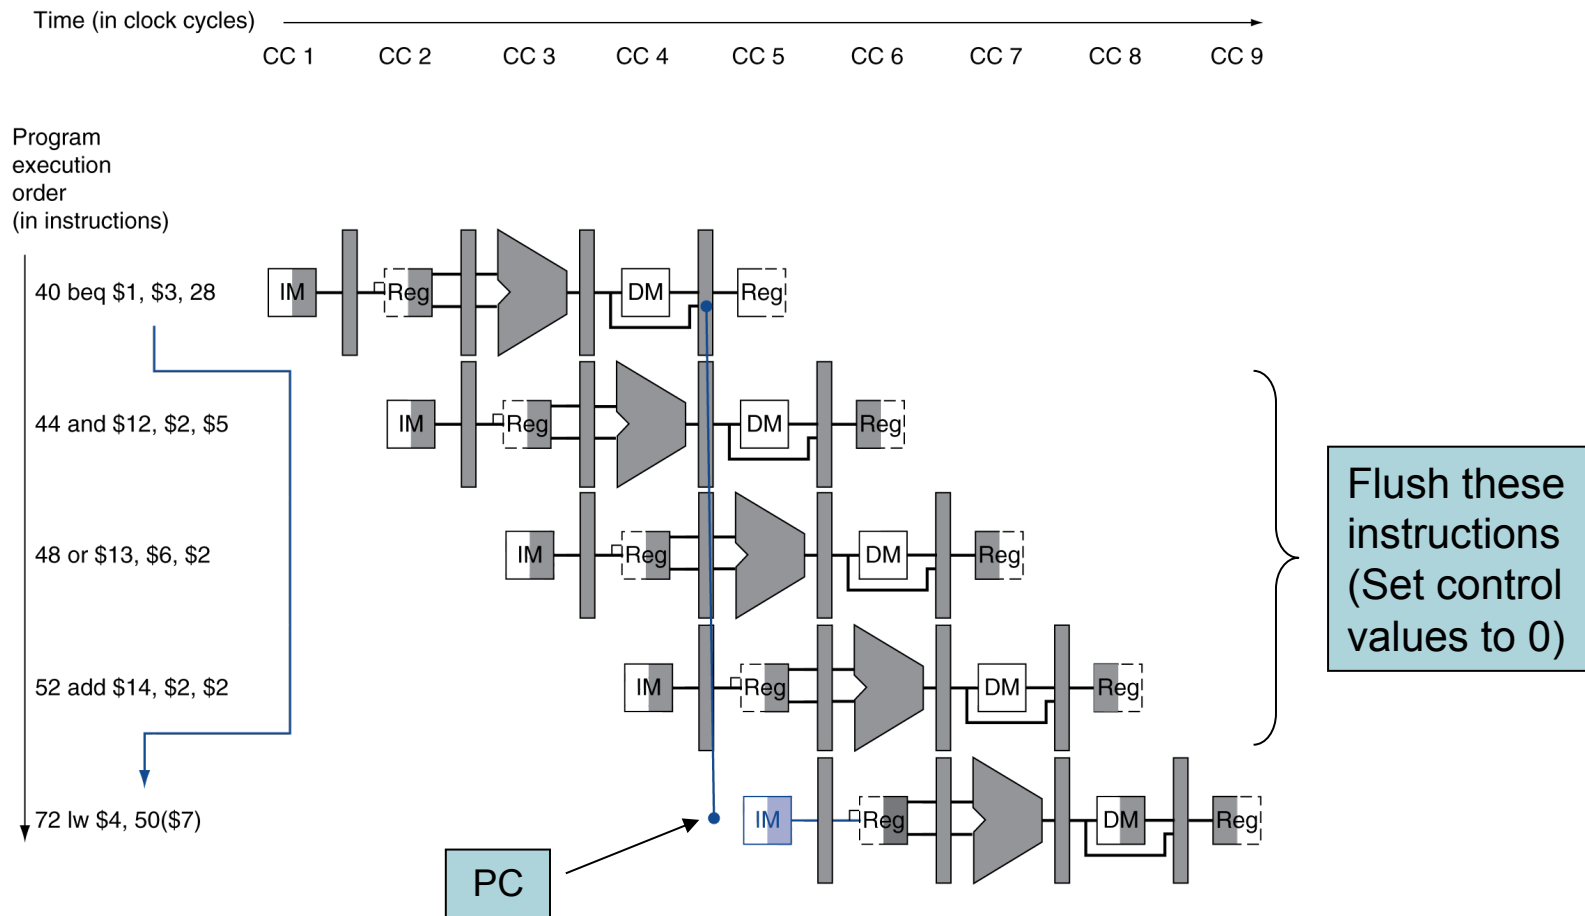 Time (in clock cycles)
CC 1 CC 2 CC 3 CC 4 CC 5 CC 6 CC 7 CC 8 CC 9
Program
execution
order
(in instructions)
40 beq $1, $3, 28
IM Reg DM Reg
44 and $12, $2, $5
IM Reg DM Reg
48 or $13, $6, $2
IM Reg DM Reg
52 add $14, $2, $2
IM Reg DM Reg
72 lw $4, 50($7)
IM Reg DM Reg
PC
Flush these
instructions
(Set control
values to 0)